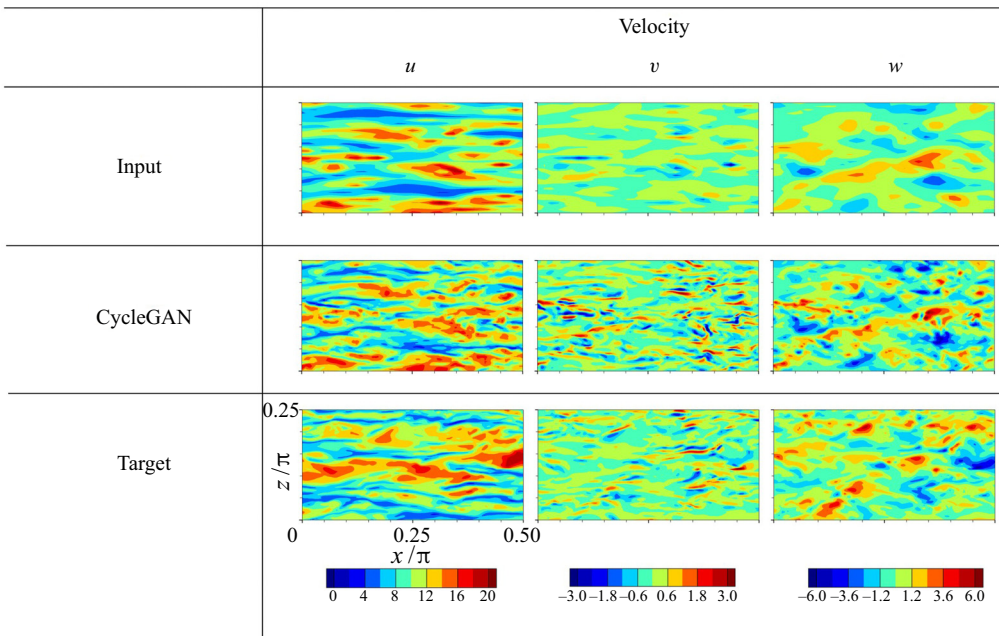 Velocity
u v w
Input
CycleGAN
Target
0.25
z/π
0 0.25 0.50
x/π
0 4 8 12 16 20 −3.0 −1.8 −0.6 0.6 1.8 3.0 −6.0 −3.6 −1.2 1.2 3.6 6.0